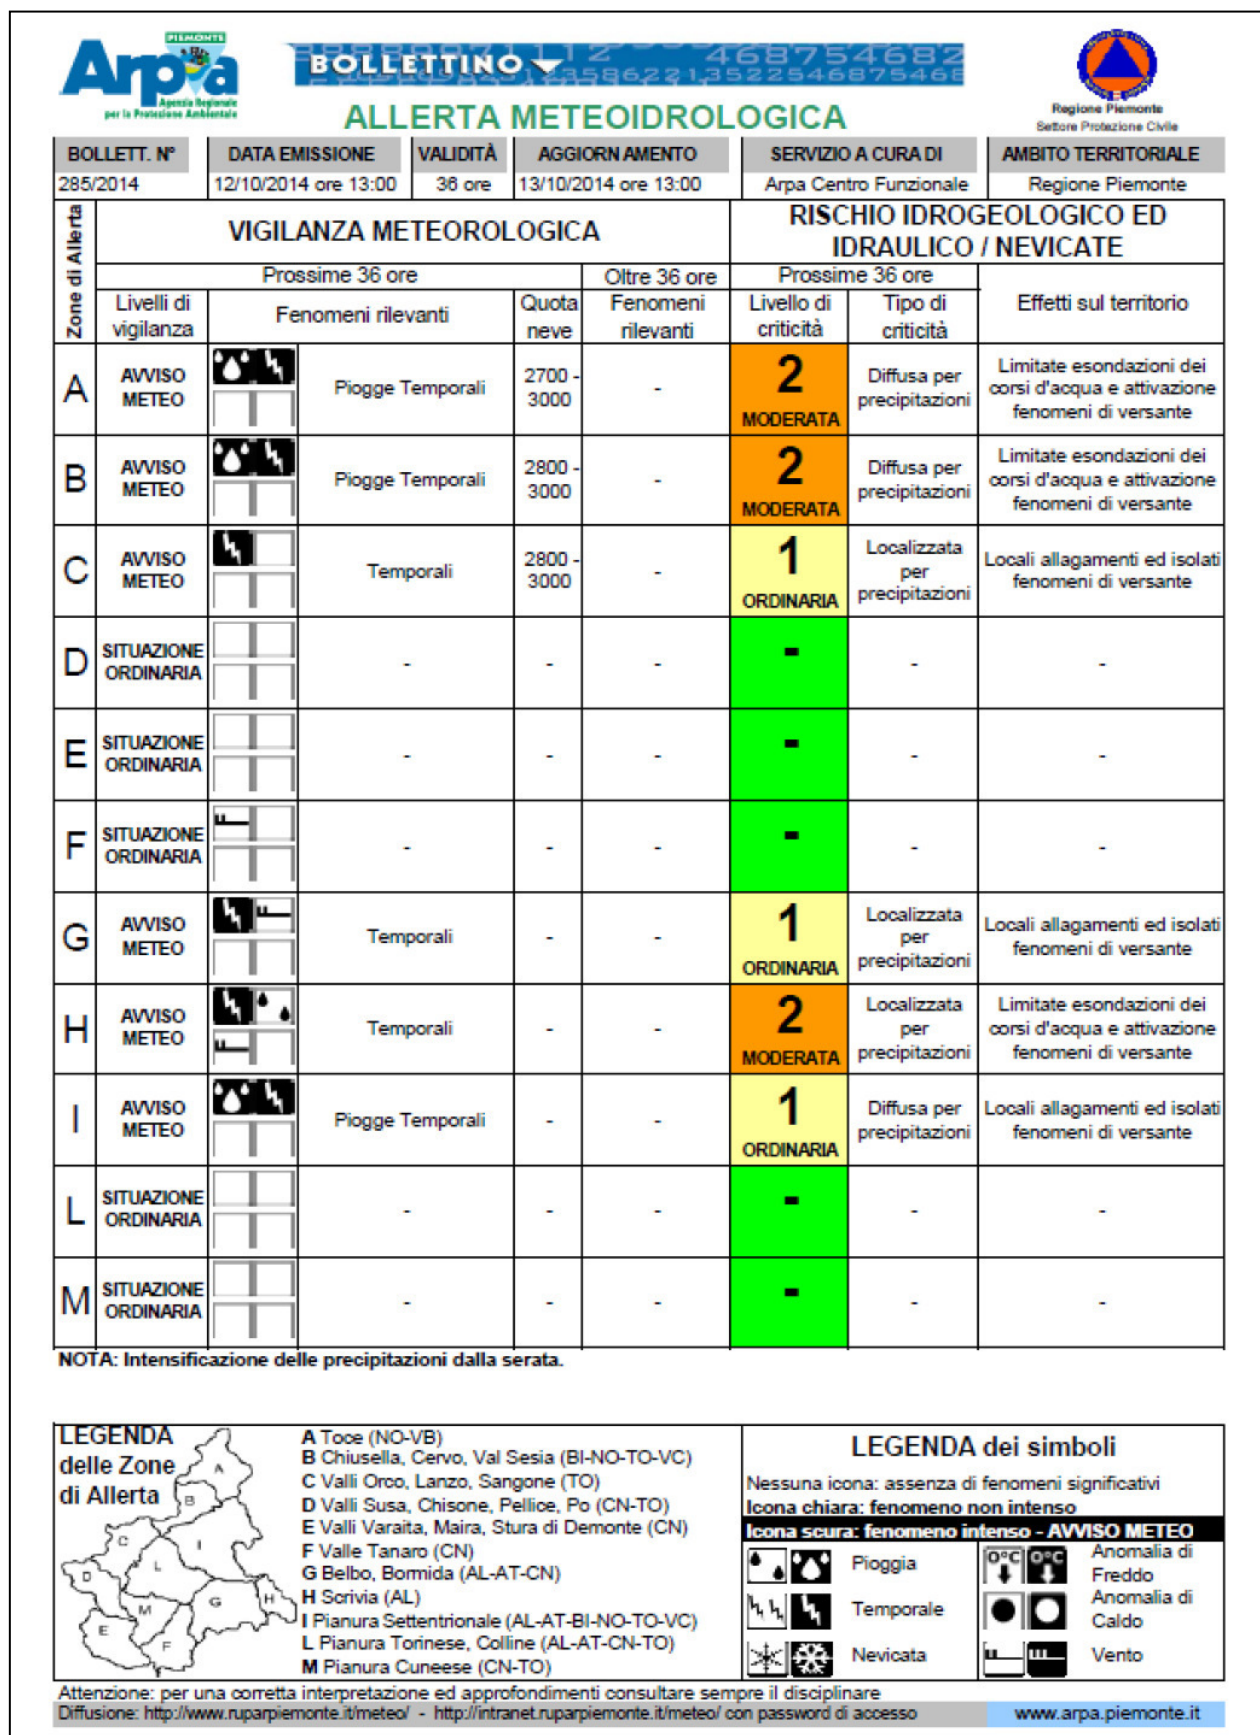 PIEMONTE
Arpa
Agenzia Regionale
per la Protezione Ambientale
BOLLETTINO
ALLERTA METEOIDROLOGICA
Regione Piemonte
Settore Protezione Civile
BOLLETT. N° DATA EMISSIONE VALIDITÀ AGGIORNAMENTO SERVIZIO A CURA DI AMBITO TERRITORIALE
285/2014 12/10/2014 ore 13:00 36 ore 13/10/2014 ore 13:00 Arpa Centro Funzionale Regione Piemonte
Zone di Allerta
VIGILANZA METEOROLOGICA
RISCHIO IDROGEOLOGICO ED
IDRAULICO / NEVICATE
Prossime 36 ore Oltre 36 ore Prossime 36 ore
Livelli di vigilanza Fenomeni rilevanti Quota neve Fenomeni rilevanti Livello di criticità Tipo di criticità Effetti sul territorio
A AVVISO METEO Piogge Temporali 2700 - 3000 - 2 MODERATA Diffusa per precipitazioni Limitate esondazioni dei corsi d'acqua e attivazione fenomeni di versante
B AVVISO METEO Piogge Temporali 2800 - 3000 - 2 MODERATA Diffusa per precipitazioni Limitate esondazioni dei corsi d'acqua e attivazione fenomeni di versante
C AVVISO METEO Temporali 2800 - 3000 - 1 ORDINARIA Localizzata per precipitazioni Locali allagamenti ed isolati fenomeni di versante
D SITUAZIONE ORDINARIA - - - - - -
E SITUAZIONE ORDINARIA - - - - - -
F SITUAZIONE ORDINARIA - - - - - -
G AVVISO METEO Temporali - - 1 ORDINARIA Localizzata per precipitazioni Locali allagamenti ed isolati fenomeni di versante
H AVVISO METEO Temporali - - 2 MODERATA Localizzata per precipitazioni Limitate esondazioni dei corsi d'acqua e attivazione fenomeni di versante
I AVVISO METEO Piogge Temporali - - 1 ORDINARIA Diffusa per precipitazioni Locali allagamenti ed isolati fenomeni di versante
L SITUAZIONE ORDINARIA - - - - - -
M SITUAZIONE ORDINARIA - - - - - -
NOTA: Intensificazione delle precipitazioni dalla serata.
LEGENDA
delle Zone
di Allerta
A
B
C
I
D
L
M
G
H
E
F
A Toce (NO-VB)
B Chiusella, Cervo, Val Sesia (BI-NO-TO-VC)
C Valli Orco, Lanzo, Sangone (TO)
D Valli Susa, Chisone, Pellice, Po (CN-TO)
E Valli Varaita, Maira, Stura di Demonte (CN)
F Valle Tanaro (CN)
G Belbo, Bormida (AL-AT-CN)
H Scrivia (AL)
I Pianura Settentrionale (AL-AT-BI-NO-TO-VC)
L Pianura Torinese, Colline (AL-AT-CN-TO)
M Pianura Cuneese (CN-TO)
LEGENDA dei simboli
Nessuna icona: assenza di fenomeni significativi
Icona chiara: fenomeno non intenso
Icona scura: fenomeno intenso - AVVISO METEO
Pioggia 0°C 0°C Anomalia di Freddo
Temporale Anomalia di Caldo
Nevicata Vento
Attenzione: per una corretta interpretazione ed approfondimenti consultare sempre il disciplinare
Diffusione: http://www.ruparpiemonte.it/meteo/ - http://intranet.ruparpiemonte.it/meteo/ con password di accesso www.arpa.piemonte.it